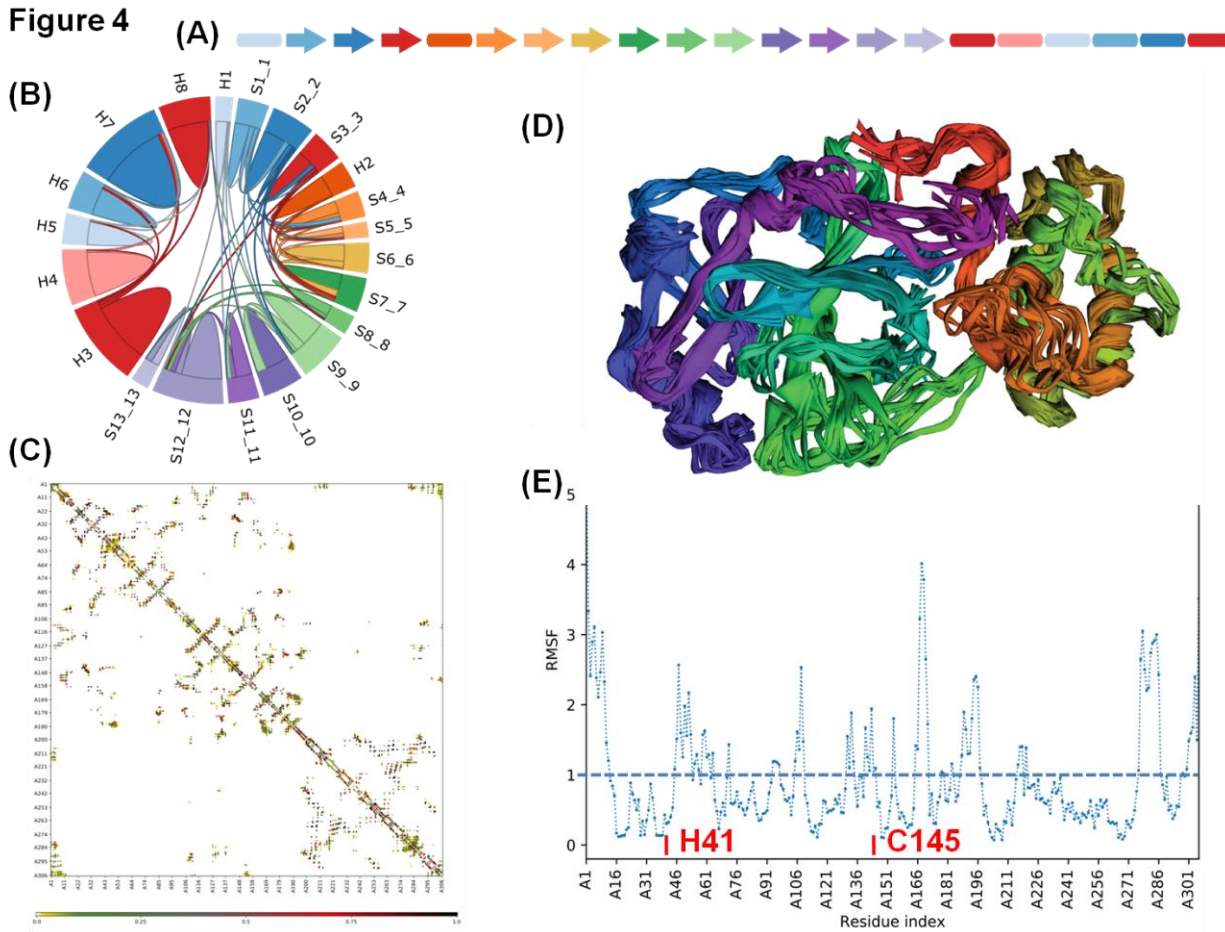 Figure 4
(A)
(B)
H1
S1_1
S2_2
S3_3
H2
S4_4
S5_5
S6_6
S7_7
S8_8
S9_9
S10_10
S11_11
S12_12
S13_13
H3
H4
H5
H6
H7
H8
(C)
A1
A11
A22
A32
A43
A53
A64
A74
A85
A95
A106
A116
A127
A137
A148
A158
A169
A179
A190
A200
A211
A221
A232
A242
A253
A263
A274
A284
A295
A306
0.0 0.25 0.5 0.75 1.0
(D)
(E)
5
4
3
2
1
0
RMSF
H41
C145
A1 A16 A31 A46 A61 A76 A91 A106 A121 A136 A151 A166 A181 A196 A211 A226 A241 A256 A271 A286 A301
Residue index